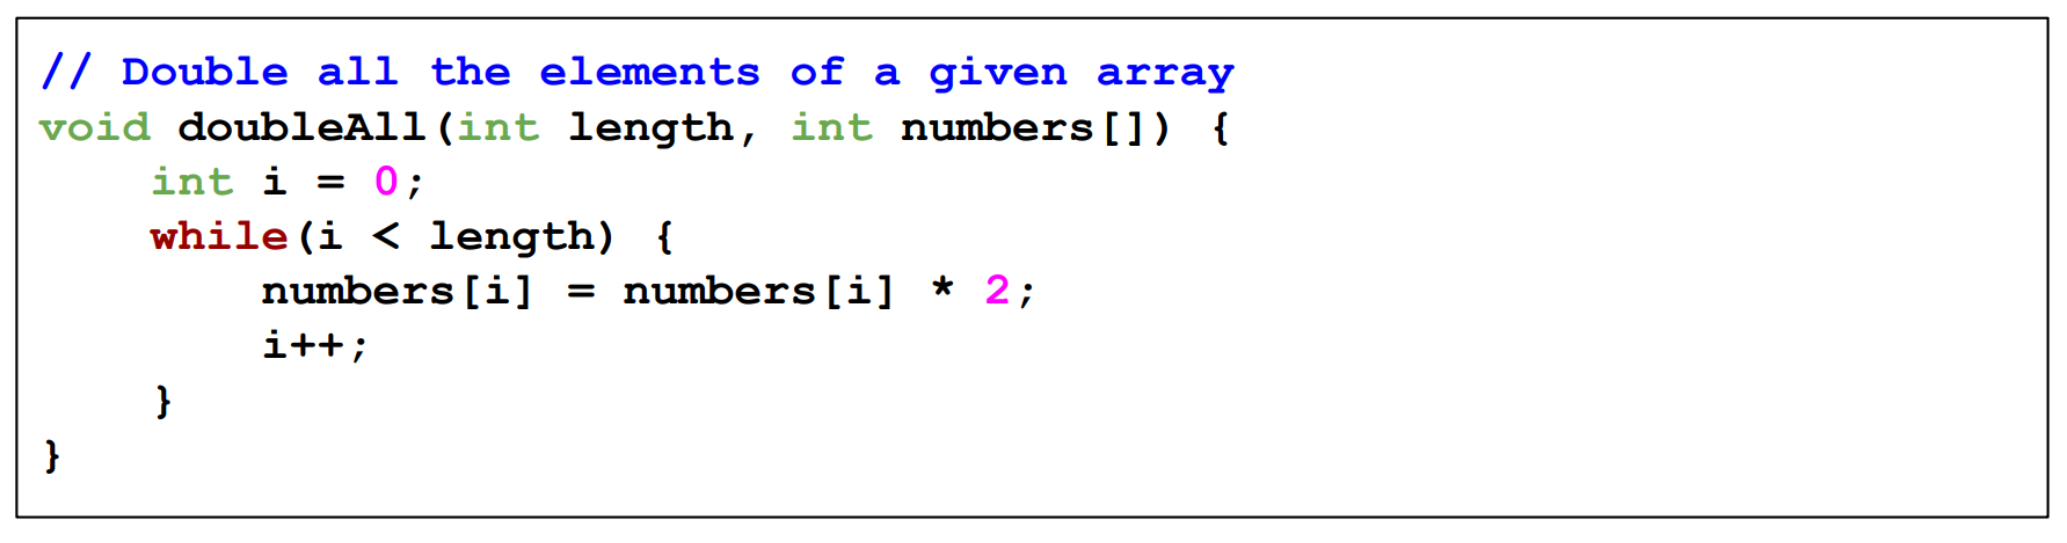 // Double all the elements of a given array
void doubleAll(int length, int numbers[]) {
    int i = 0;
    while(i < length) {
        numbers[i] = numbers[i] * 2;
        i++;
    }
}